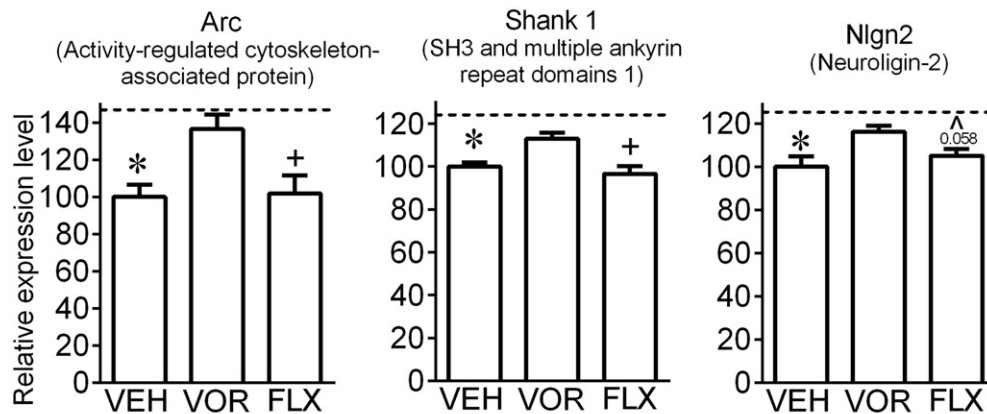 Arc
(Activity-regulated cytoskeleton-
associated protein)
Relative expression level
140
120
100
80
60
40
20
0
*
+
VEH VOR FLX
Shank 1
(SH3 and multiple ankyrin
repeat domains 1)
120
100
80
60
40
20
0
*
+
VEH VOR FLX
Nlgn2
(Neuroligin-2)
120
100
80
60
40
20
0
*
^
0.058
VEH VOR FLX